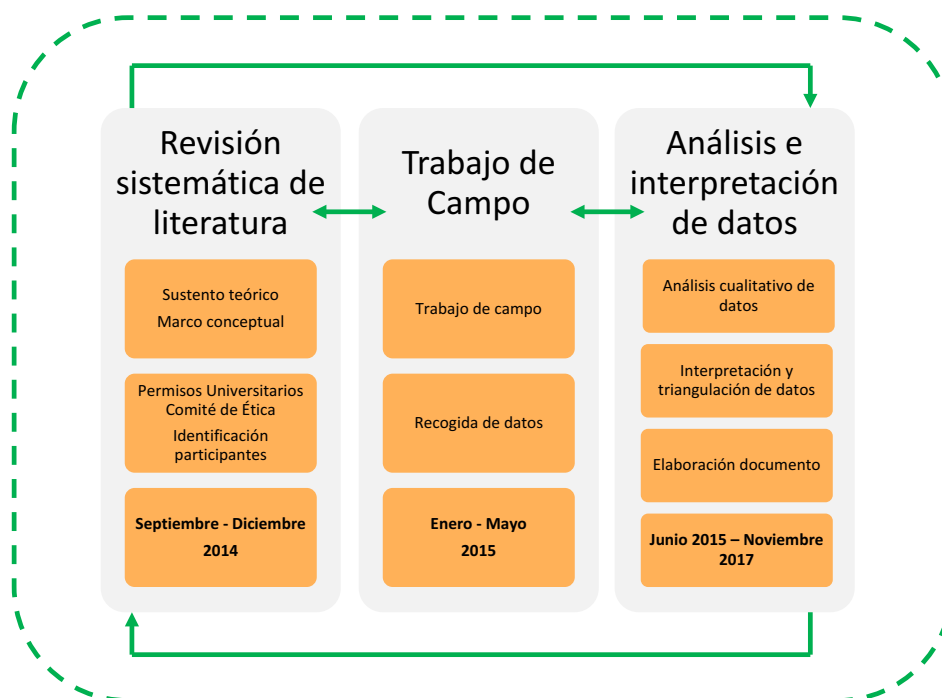 Revisión
sistemática de
literatura
Sustento teórico
Marco conceptual
Permisos Universitarios
Comité de Ética
Identificación
participantes
Septiembre - Diciembre
2014
Trabajo de
Campo
Trabajo de campo
Recogida de datos
Enero - Mayo
2015
Análisis e
interpretación
de datos
Análisis cualitativo de
datos
Interpretación y
triangulación de datos
Elaboración documento
Junio 2015 – Noviembre
2017